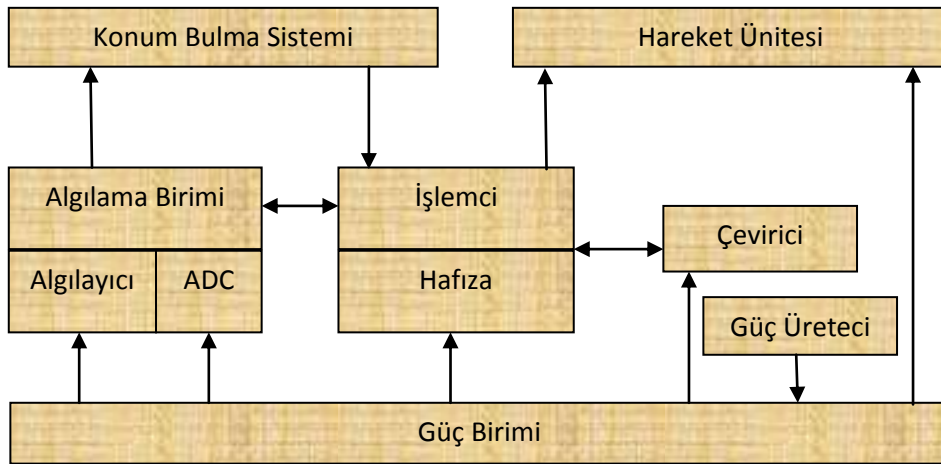 Konum Bulma Sistemi
Hareket Ünitesi
Algılama Birimi
İşlemci
Çevirici
Algılayıcı
ADC
Hafıza
Güç Üreteci
Güç Birimi